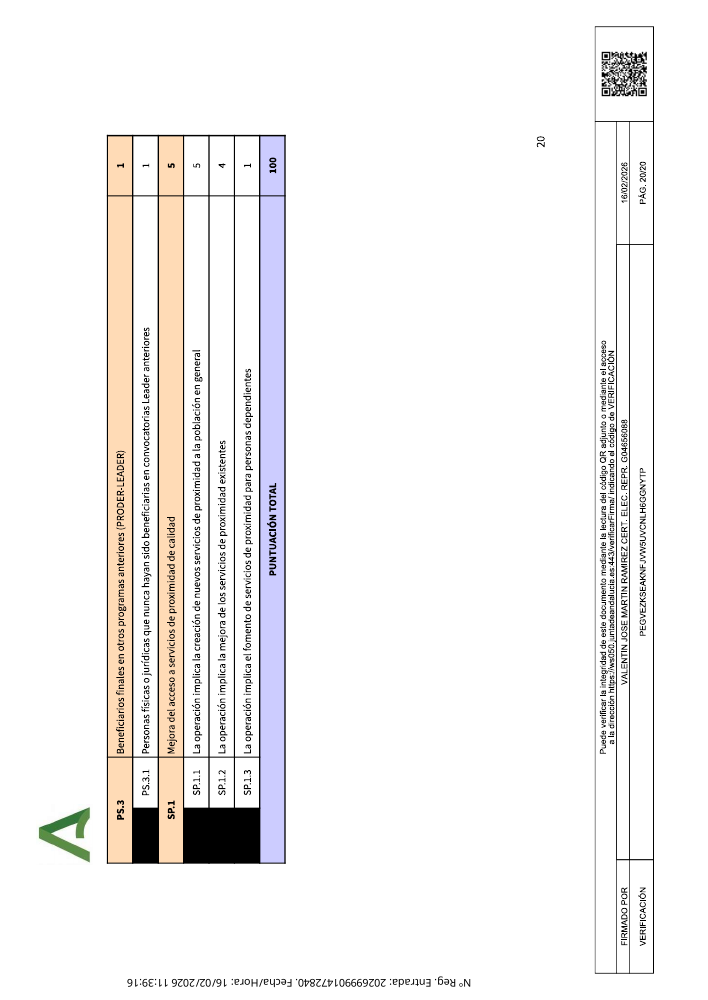 PS.3 Beneficiarios finales en otros programas anteriores (PRODER-LEADER) 1
PS.3.1 Personas físicas o jurídicas que nunca hayan sido beneficiarias en convocatorias Leader anteriores 1
SP.1 Mejora del acceso a servicios de proximidad de calidad 5
SP.1.1 La operación implica la creación de nuevos servicios de proximidad a la población en general 5
SP.1.2 La operación implica la mejora de los servicios de proximidad existentes 4
SP.1.3 La operación implica el fomento de servicios de proximidad para personas dependientes 1
PUNTUACIÓN TOTAL 100
20
Puede verificar la integridad de este documento mediante la lectura del código QR adjunto o mediante el acceso
a la dirección https://ws050.juntadeandalucia.es:443/verificarFirma/ indicando el código de VERIFICACIÓN
FIRMADO POR VALENTIN JOSE MARTIN RAMIREZ CERT. ELEC. REPR. G04656088 16/02/2026
VERIFICACIÓN PEGVEZKSEAKNFJVW5UVCNLH6GGNYTP PÁG. 20/20
Nº Reg. Entrada: 202699901472840. Fecha/Hora: 16/02/2026 11:39:16